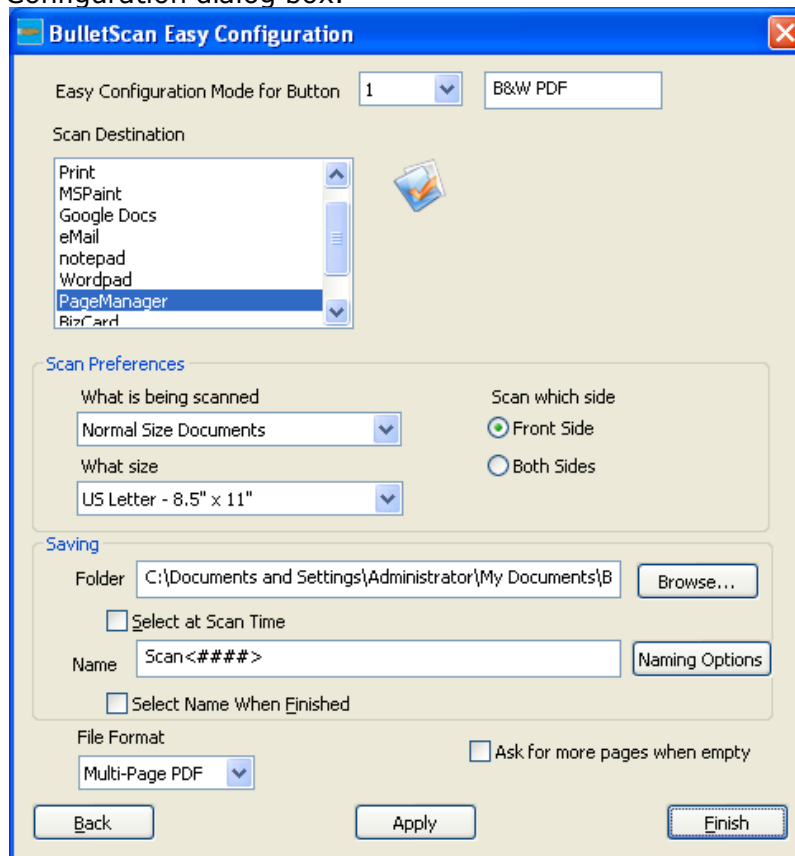 Configuration dialog box.
BulletScan Easy Configuration
Easy Configuration Mode for Button 1 B&W PDF
Scan Destination
Print
MSPaint
Google Docs
eMail
notepad
Wordpad
PageManager
BizCard
Scan Preferences
What is being scanned Scan which side
Normal Size Documents Front Side
What size Both Sides
US Letter - 8.5" x 11"
Saving
Folder C:\Documents and Settings\Administrator\My Documents\B Browse...
Select at Scan Time
Name Scan<####> Naming Options
Select Name When Finished
File Format Ask for more pages when empty
Multi-Page PDF
Back Apply Finish